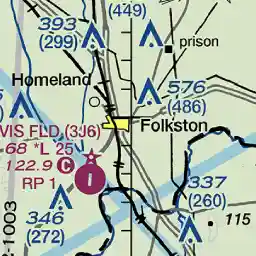 (449)
393
(299)
prison
Homeland
576
(486)
VIS FLD (3J6)
Folkston
68 *L 25
122.9 C
RP 1
337
(260)
346
(272)
115
2-1003